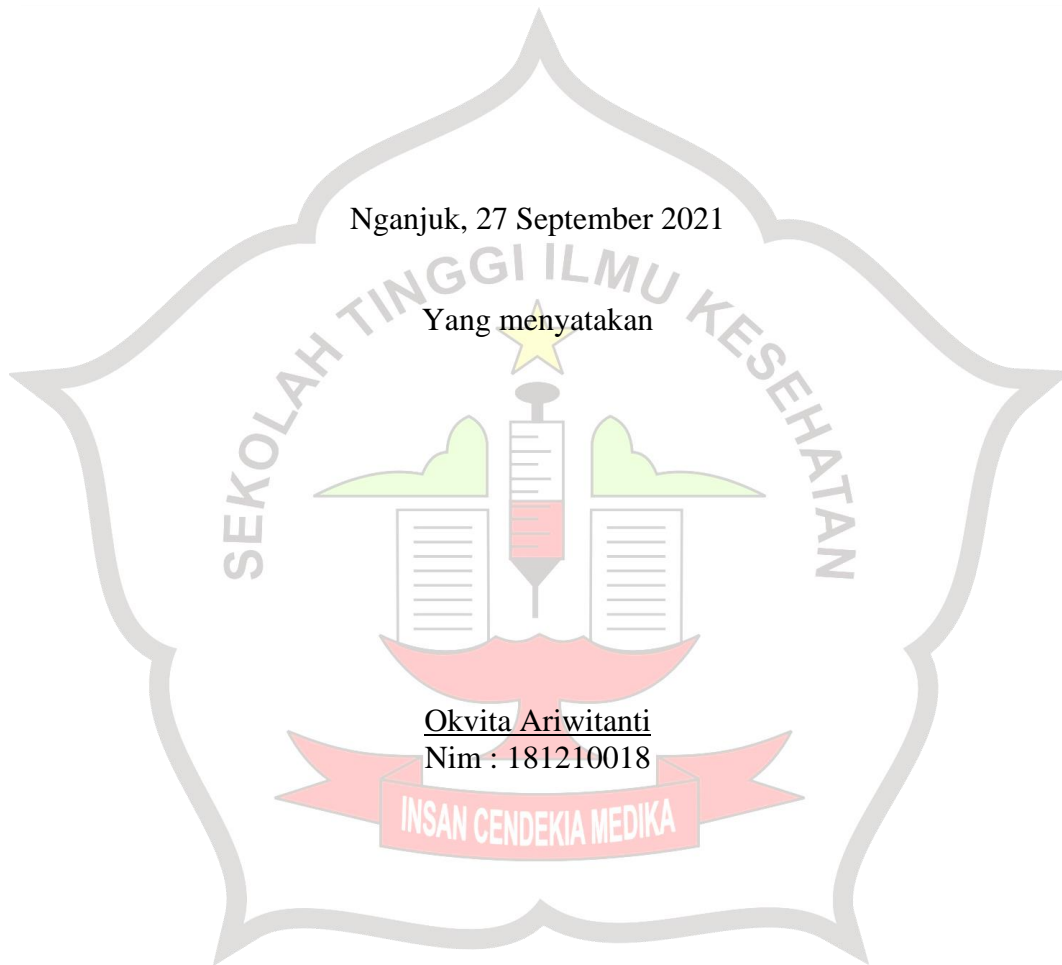 Nganjuk, 27 September 2021
SEKOLAH TINGGI ILMU KESEHATAN
Yang menyatakan
Okvita Ariwitanti
Nim : 181210018
INSAN CENDEKIA MEDIKA